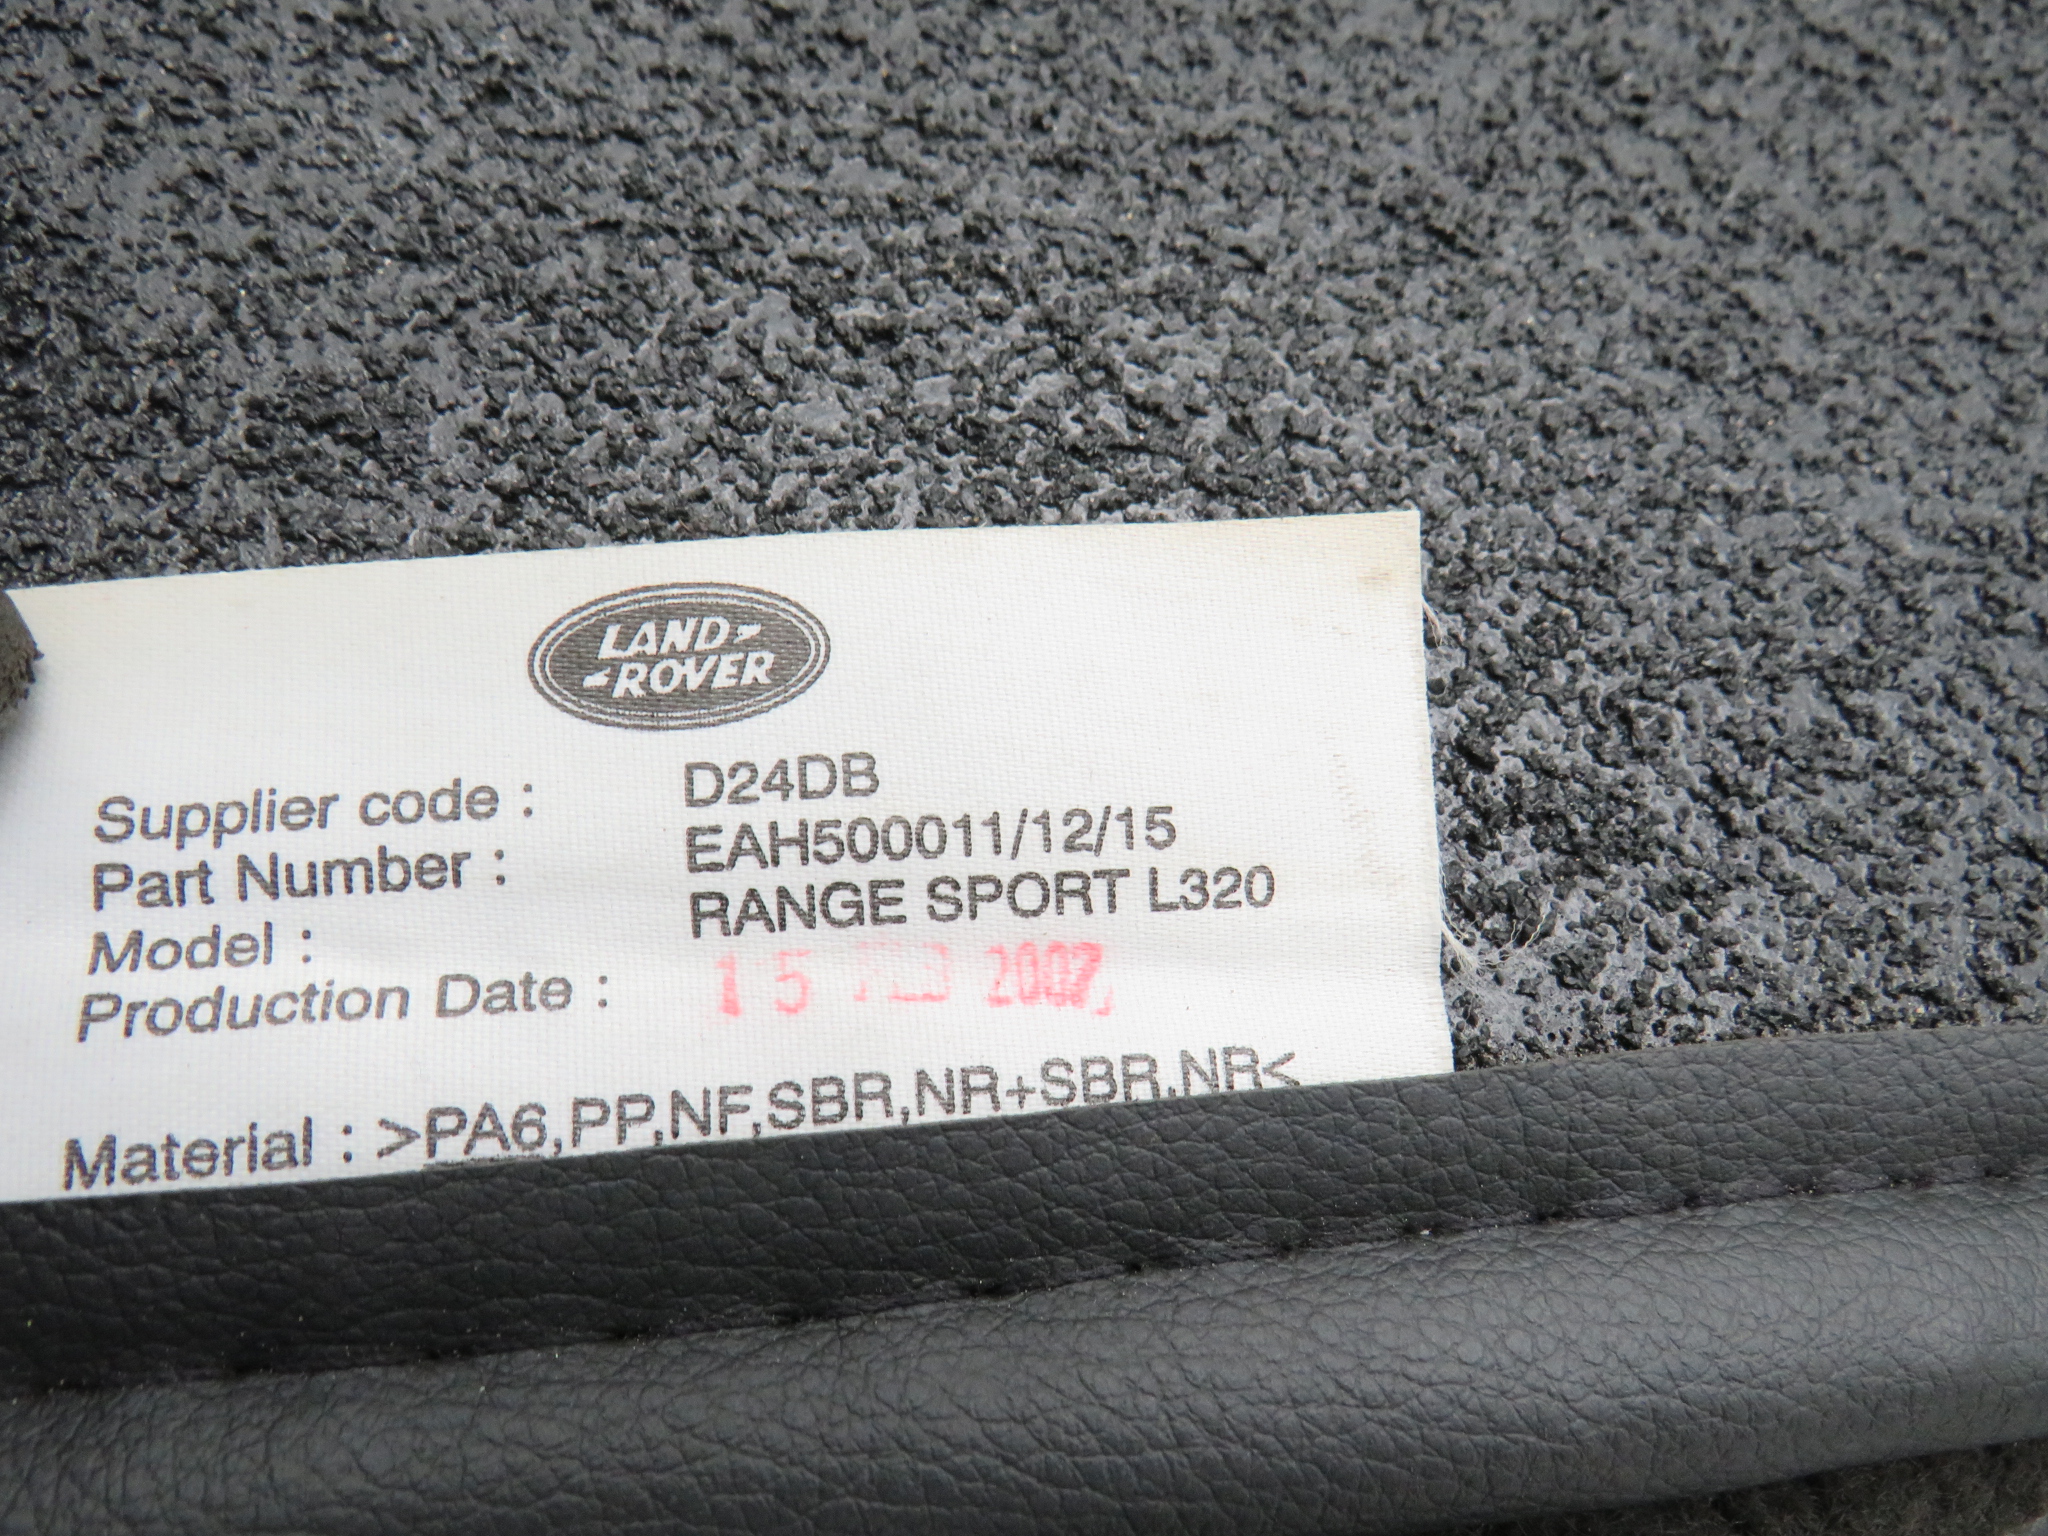 LAND
ROVER
Supplier code : D24DB
Part Number : EAH500011/12/15
Model : RANGE SPORT L320
Production Date : 15 FEB 2007
Material : >PA6,PP,NF,SBR,NR+SBR,NR<